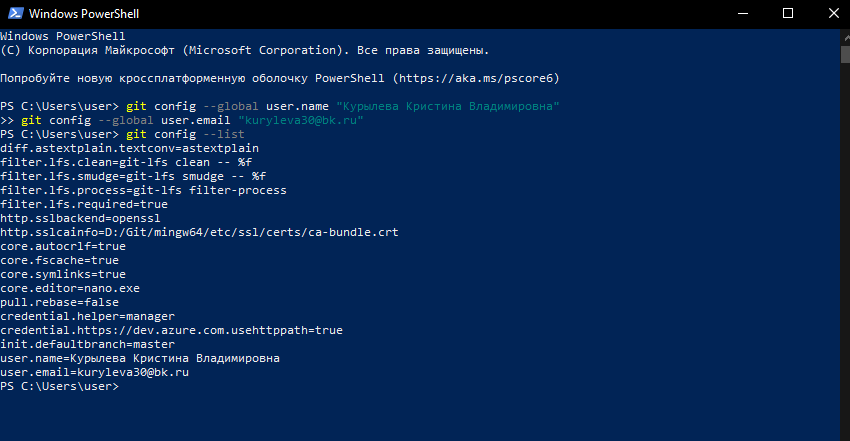 Windows PowerShell
Windows PowerShell
(C) Корпорация Майкрософт (Microsoft Corporation). Все права защищены.
Попробуйте новую кроссплатформенную оболочку PowerShell (https://aka.ms/pscore6)
PS C:\Users\user> git config --global user.name "Курылева Кристина Владимировна"
>> git config --global user.email "kuryleva30@bk.ru"
PS C:\Users\user> git config --list
diff.astextplain.textconv=astextplain
filter.lfs.clean=git-lfs clean -- %f
filter.lfs.smudge=git-lfs smudge -- %f
filter.lfs.process=git-lfs filter-process
filter.lfs.required=true
http.sslbackend=openssl
http.sslcainfo=D:/Git/mingw64/etc/ssl/certs/ca-bundle.crt
core.autocrlf=true
core.fscache=true
core.symlinks=true
core.editor=nano.exe
pull.rebase=false
credential.helper=manager
credential.https://dev.azure.com.usehttppath=true
init.defaultbranch=master
user.name=Курылева Кристина Владимировна
user.email=kuryleva30@bk.ru
PS C:\Users\user>